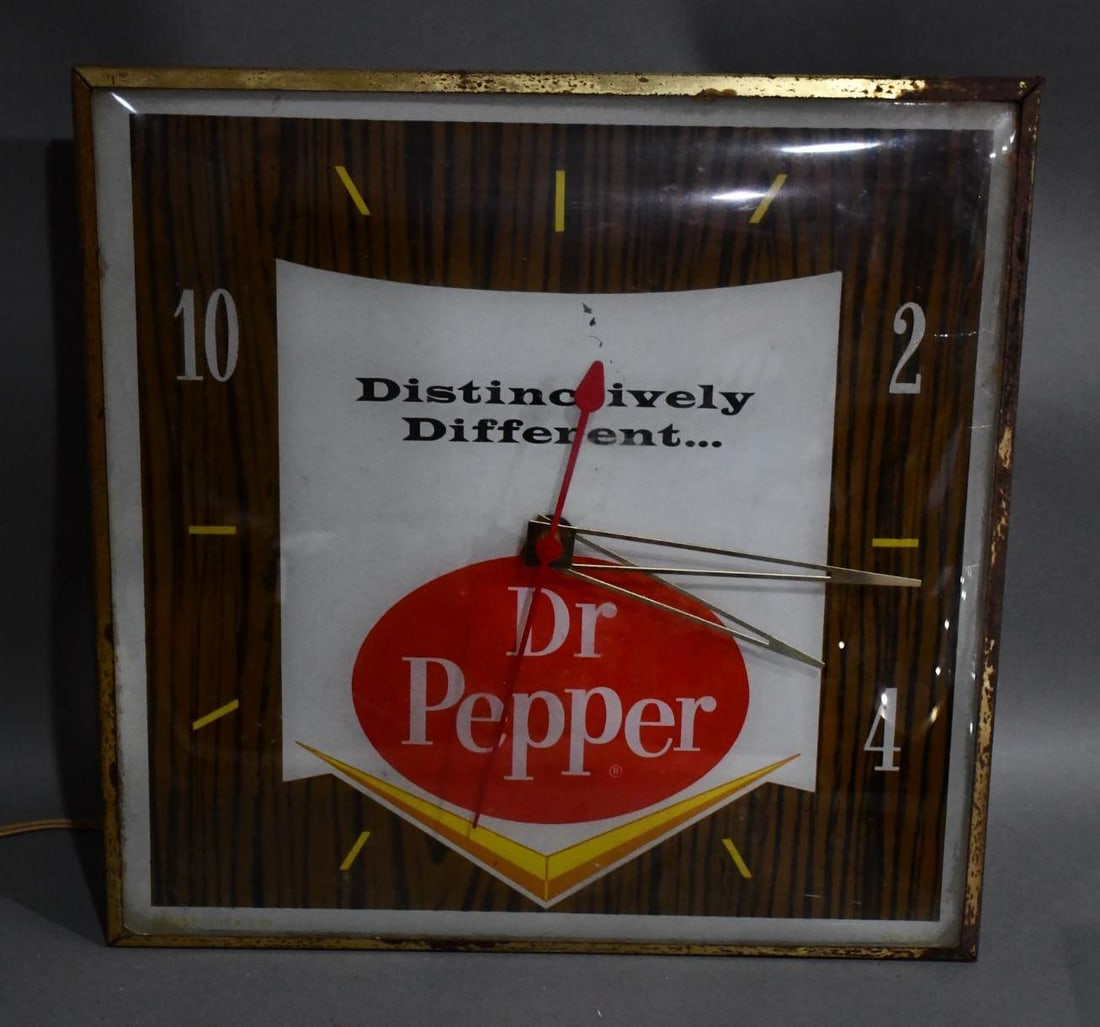 10
2
Distinctively
Different...
Dr
Pepper
®
4